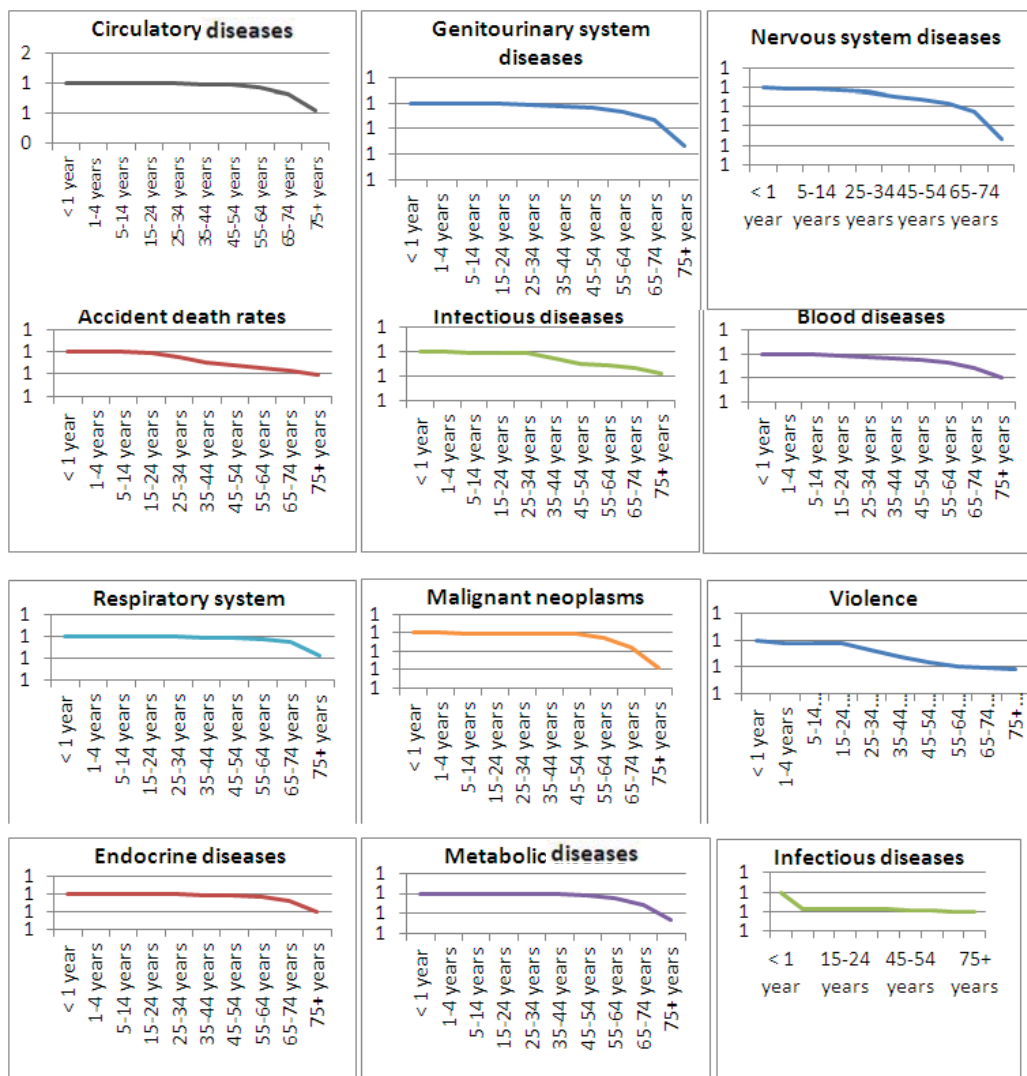 Circulatory diseases
2
1
1
0
< 1 year
1-4 years
5-14 years
15-24 years
25-34 years
35-44 years
45-54 years
55-64 years
65-74 years
75+ years
Genitourinary system
diseases
1
1
1
1
1
< 1 year
1-4 years
5-14 years
15-24 years
25-34 years
35-44 years
45-54 years
55-64 years
65-74 years
75+ years
Nervous system diseases
1
1
1
1
1
1
< 1 5-14 25-34 45-54 65-74
year years years years years
Accident death rates
1
1
1
1
< 1 year
1-4 years
5-14 years
15-24 years
25-34 years
35-44 years
45-54 years
55-64 years
65-74 years
75+ years
Infectious diseases
1
1
1
1
< 1 year
1-4 years
5-14 years
15-24 years
25-34 years
35-44 years
45-54 years
55-64 years
65-74 years
75+ years
Blood diseases
1
1
1
1
< 1 year
1-4 years
5-14 years
15-24 years
25-34 years
35-44 years
45-54 years
55-64 years
65-74 years
75+ years
Respiratory system
1
1
1
1
< 1 year
1-4 years
5-14 years
15-24 years
25-34 years
35-44 years
45-54 years
55-64 years
65-74 years
75+ years
Malignant neoplasms
1
1
1
1
1
< 1 year
1-4 years
5-14 years
15-24 years
25-34 years
35-44 years
45-54 years
55-64 years
65-74 years
75+ years
Violence
1
1
1
1
< 1 year
1-4 years
5-14...
15-24...
25-34...
35-44...
45-54...
55-64...
65-74...
75+...
Endocrine diseases
1
1
1
1
< 1 year
1-4 years
5-14 years
15-24 years
25-34 years
35-44 years
45-54 years
55-64 years
65-74 years
75+ years
Metabolic diseases
1
1
1
1
< 1 year
1-4 years
5-14 years
15-24 years
25-34 years
35-44 years
45-54 years
55-64 years
65-74 years
75+ years
Infectious diseases
1
1
1
1
< 1 15-24 45-54 75+
year years years years